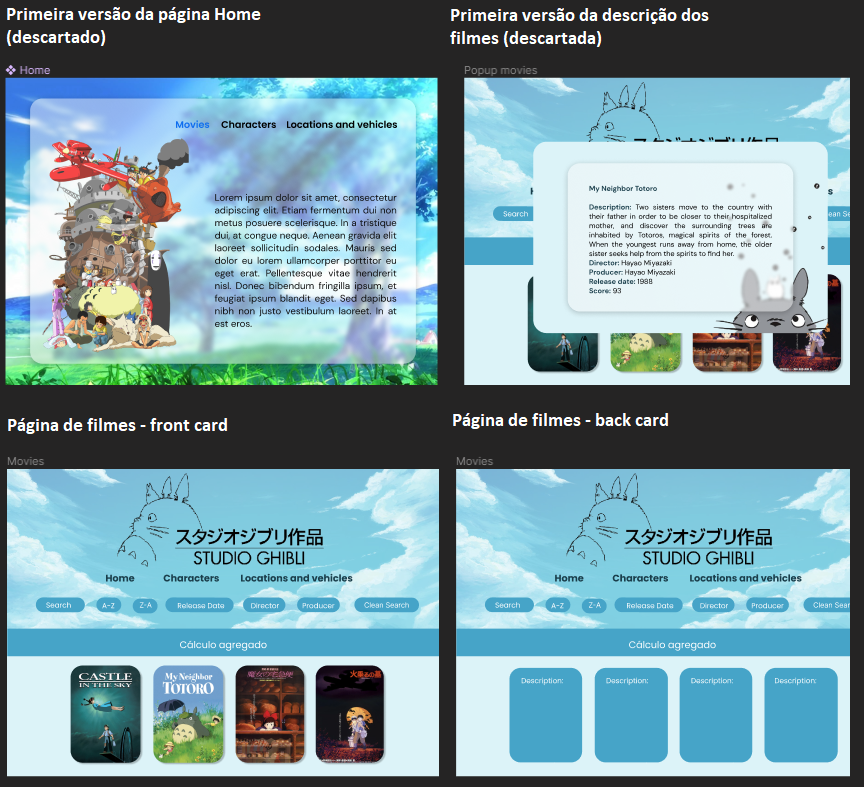 Primeira versão da página Home
(descartado)
Primeira versão da descrição dos
filmes (descartada)
Home
Movies Characters Locations and vehicles
Lorem ipsum dolor sit amet, consectetur
adipiscing elit. Etiam fermentum dui non
metus posuere scelerisque. In a tristique
dui, at congue neque. Aenean gravida elit
laoreet sollicitudin sodales. Mauris sed
dolor eu lorem ullamcorper porttitor eu
eget erat. Pellentesque vitae hendrerit
nisl. Donec bibendum fringilla ipsum, et
feugiat ipsum blandit eget. Sed dapibus
nibh non justo vestibulum laoreet. In at
est eros.
Popup movies
スタジオジブリ作品
Search
My Neighbor Totoro
Description: Two sisters move to the country with
their father in order to be closer to their hospitalized
mother, and discover the surrounding trees are
inhabited by Totoros, magical spirits of the forest.
When the youngest runs away from home, the older
sister seeks help from the spirits to find her.
Director: Hayao Miyazaki
Producer: Hayao Miyazaki
Release date: 1988
Score: 93
Página de filmes - front card
Movies
スタジオジブリ作品
STUDIO GHIBLI
Home Characters Locations and vehicles
Search A-Z Z-A Release Date Director Producer Clean Search
Cálculo agregado
CASTLE
IN THE SKY
My Neighbor
TOTORO
魔女の宅急便
火垂るの墓
Página de filmes - back card
Movies
スタジオジブリ作品
STUDIO GHIBLI
Home Characters Locations and vehicles
Search A-Z Z-A Release Date Director Producer Clean Sear
Cálculo agregado
Description: Description: Description: Description: